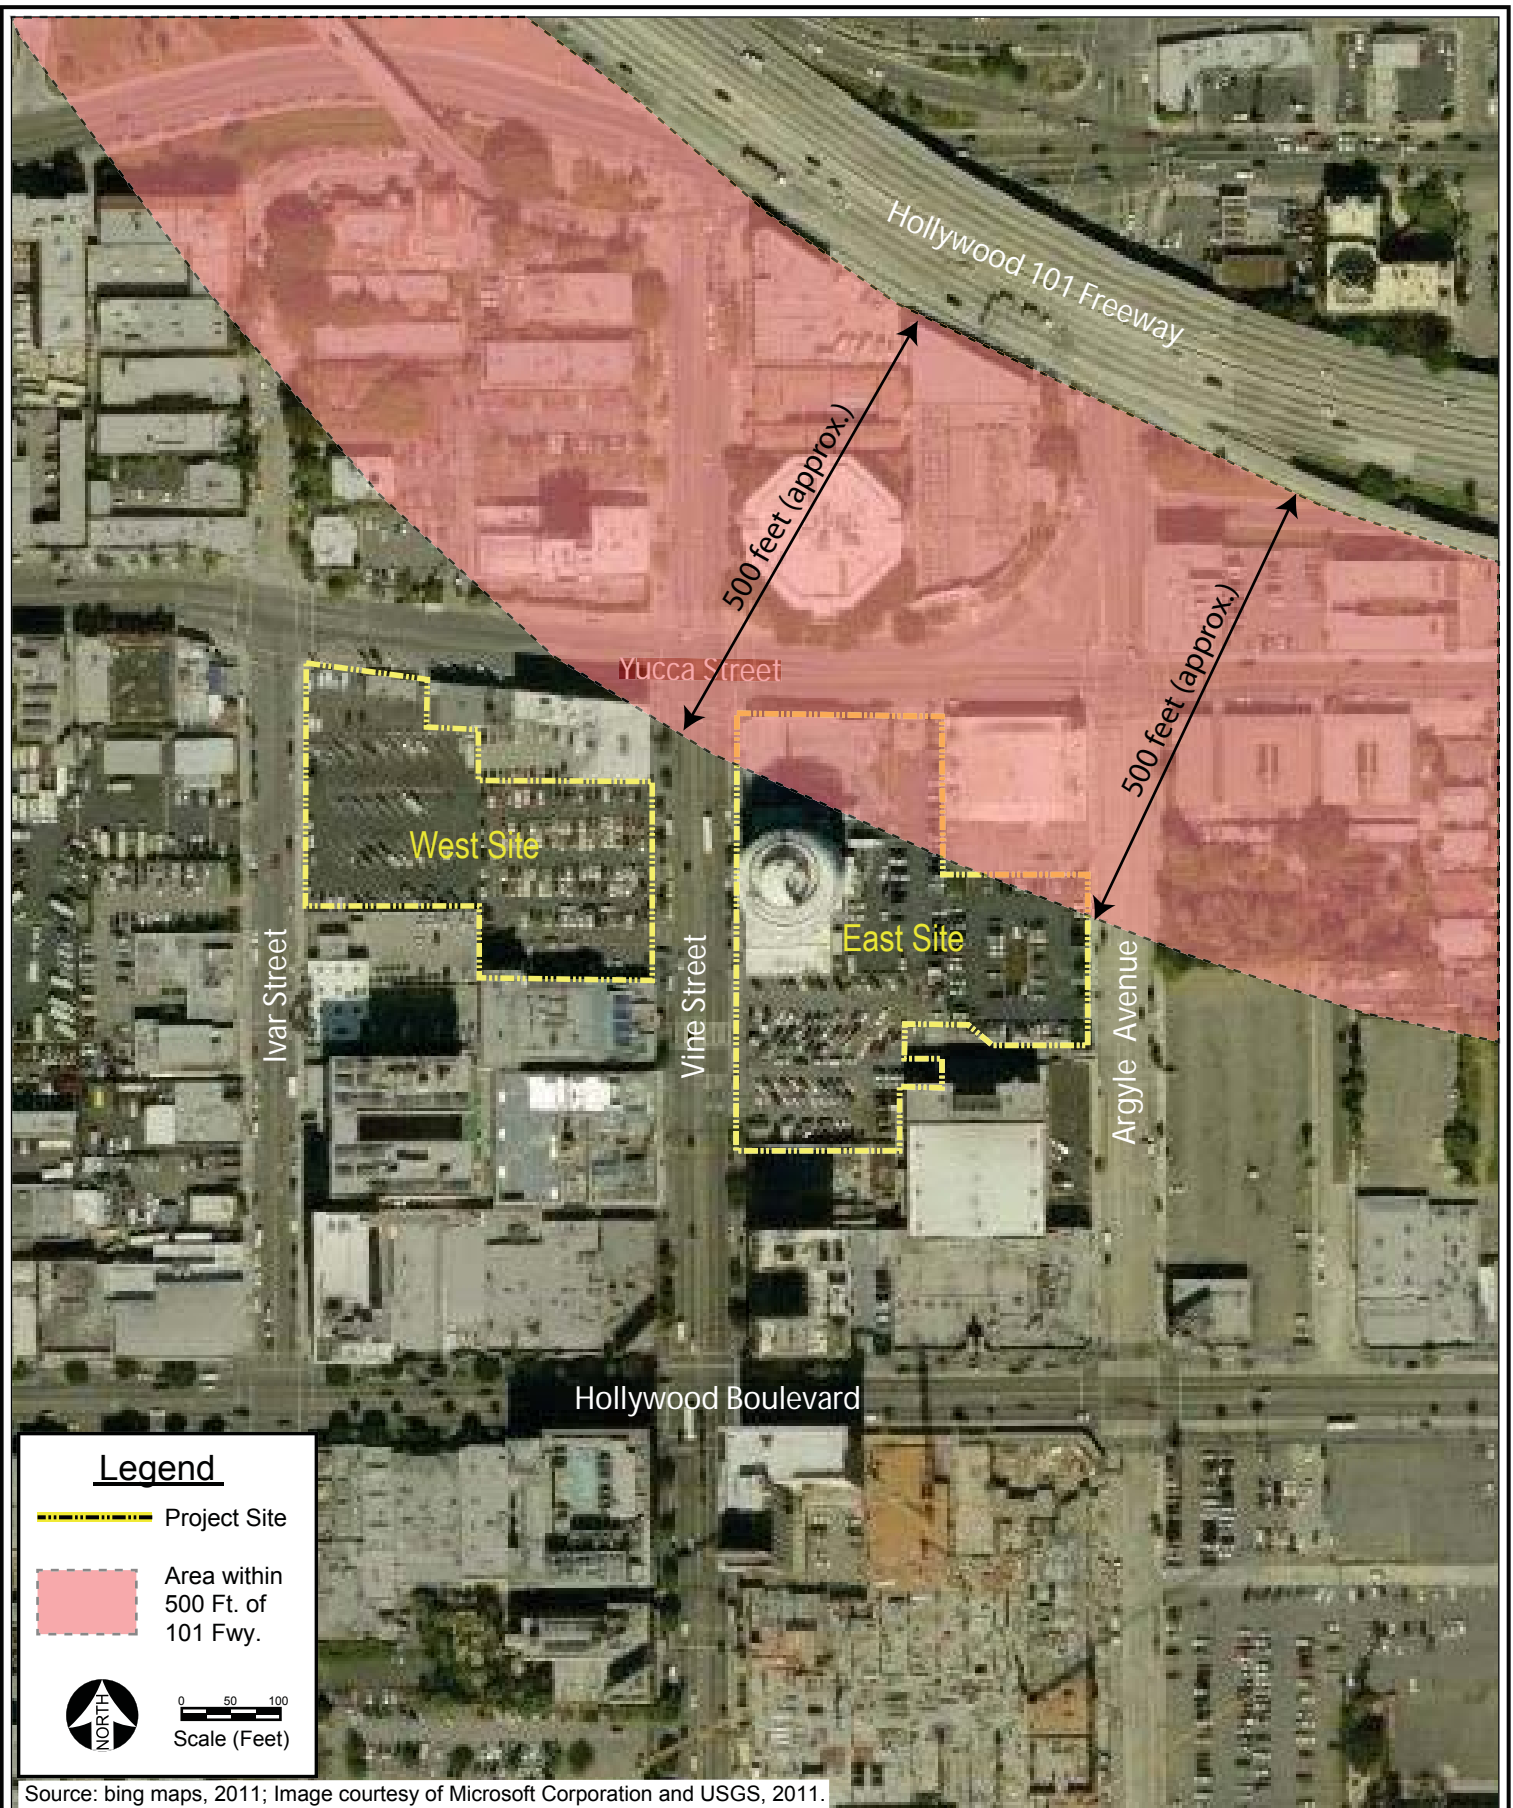 Hollywood 101 Freeway
500 feet (approx.)
500 feet (approx.)
Yucca Street
West Site
East Site
Ivar Street
Vine Street
Argyle Avenue
Hollywood Boulevard
Legend
Project Site
Area within
500 Ft. of
101 Fwy.
NORTH
0 50 100
Scale (Feet)
Source: bing maps, 2011; Image courtesy of Microsoft Corporation and USGS, 2011.